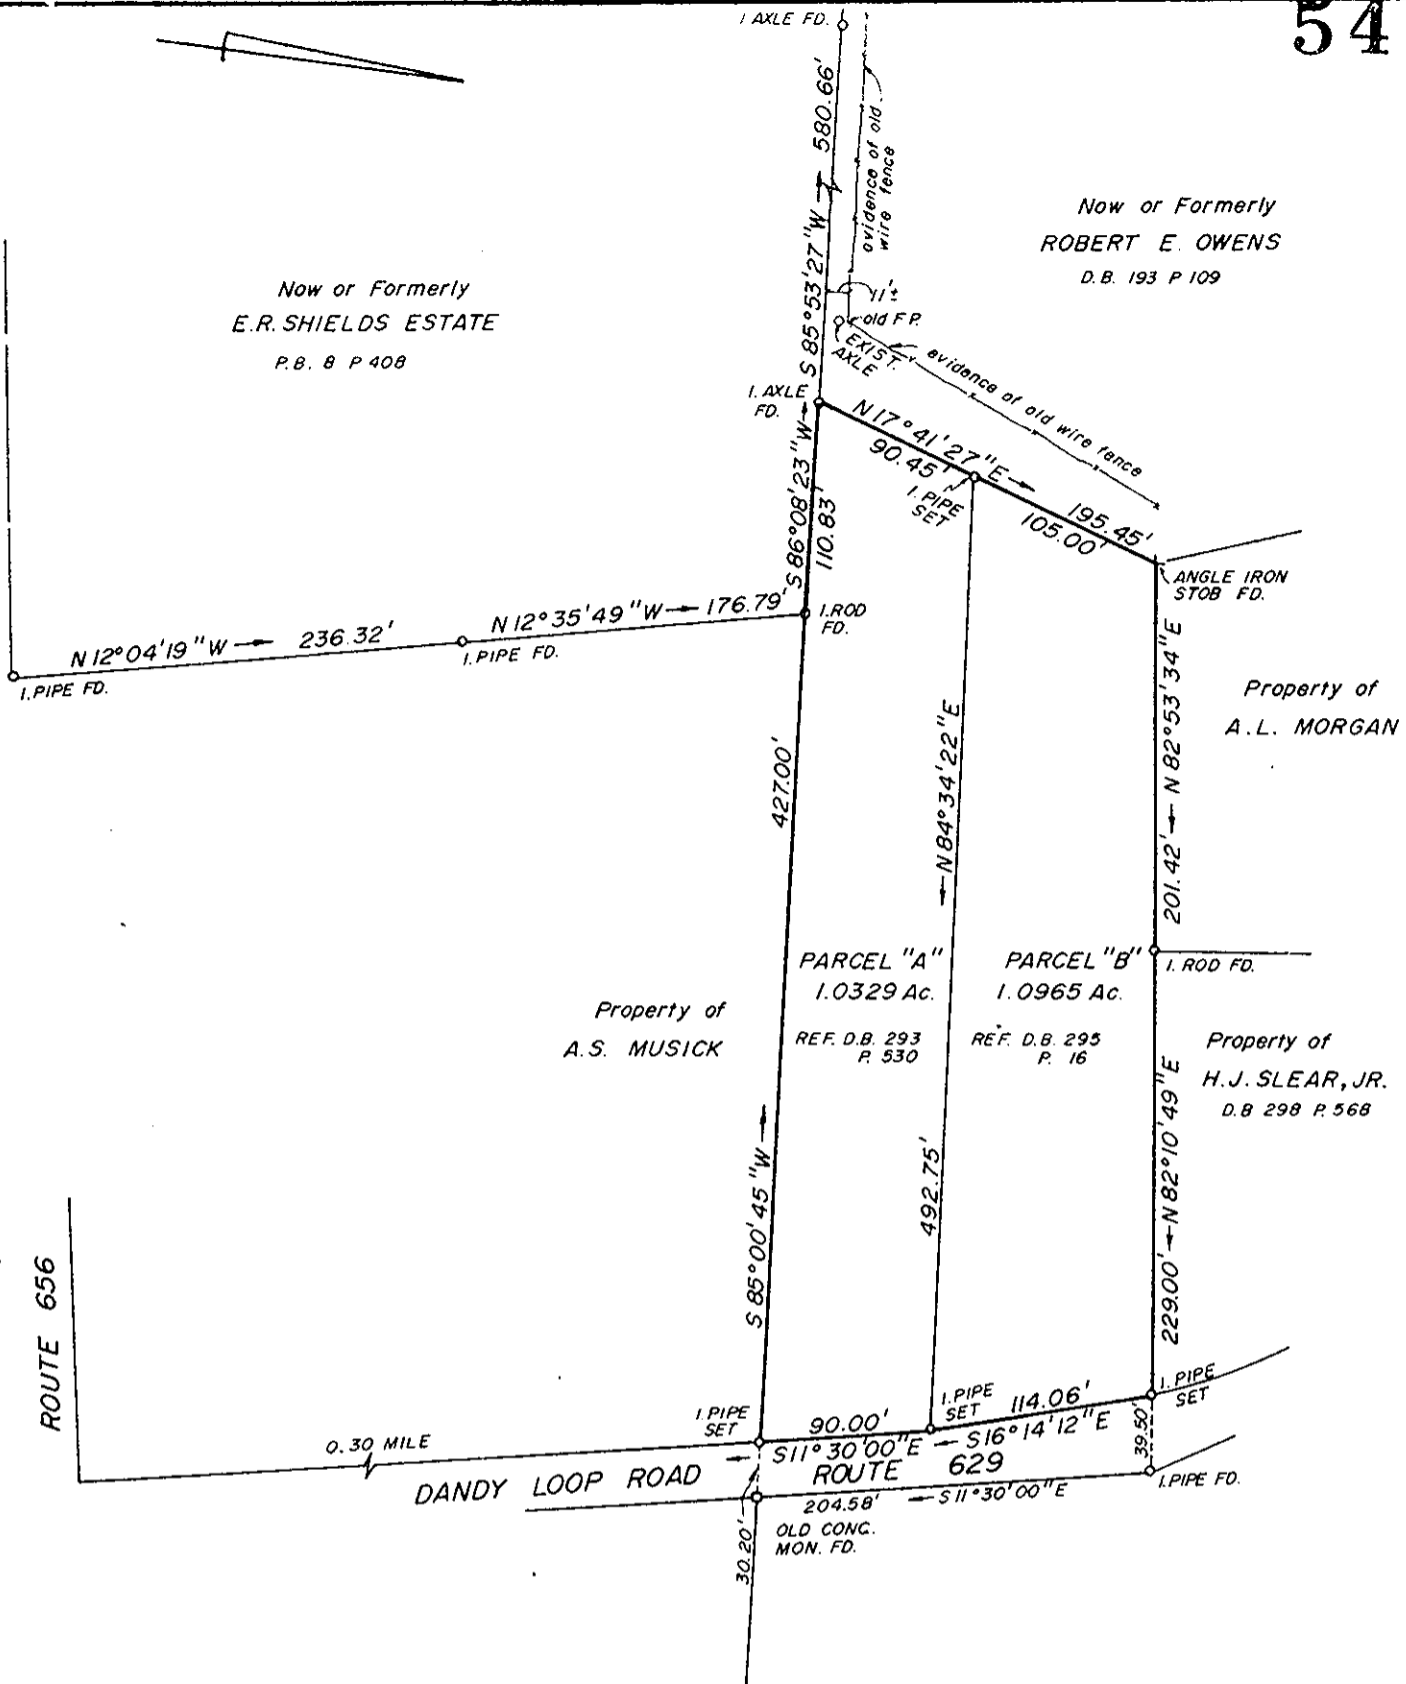 54
I AXLE FD.
S 85°53'27"W 580.66'
evidence of old
wire fence
Now or Formerly
ROBERT E. OWENS
D.B. 193 P 109
Now or Formerly
E.R. SHIELDS ESTATE
P.B. 8 P 408
11'±
old F.P.
EXIST.
AXLE
evidence of old wire fence
I. AXLE
FD.
N 17°41'27"E
90.45'
195.45'
105.00'
I. PIPE
SET
S 86°08'23"W
110.83'
ANGLE IRON
STOB FD.
N 12°04'19"W 236.32'
N 12°35'49"W 176.79'
I.ROD
FD.
I.PIPE FD.
I.PIPE FD.
201.42' N 82°53'34"E
Property of
A.L. MORGAN
427.00'
N 84°34'22"E
PARCEL "A"
1.0329 Ac.
REF. D.B. 293
P. 530
PARCEL "B"
1.0965 Ac.
REF. D.B. 295
P. 16
I. ROD FD.
Property of
A.S. MUSICK
Property of
H.J. SLEAR, JR.
D.B 298 P. 568
S 85°00'45"W
492.75'
229.00' N 82°10'49"E
ROUTE 656
I.PIPE
SET
90.00'
I.PIPE
SET
114.06'
I. PIPE
SET
0.30 MILE
S 11°30'00"E
S 16°14'12"E
39.50'
DANDY LOOP ROAD
ROUTE 629
I.PIPE FD.
204.58' S 11°30'00"E
30.20'
OLD CONC.
MON. FD.